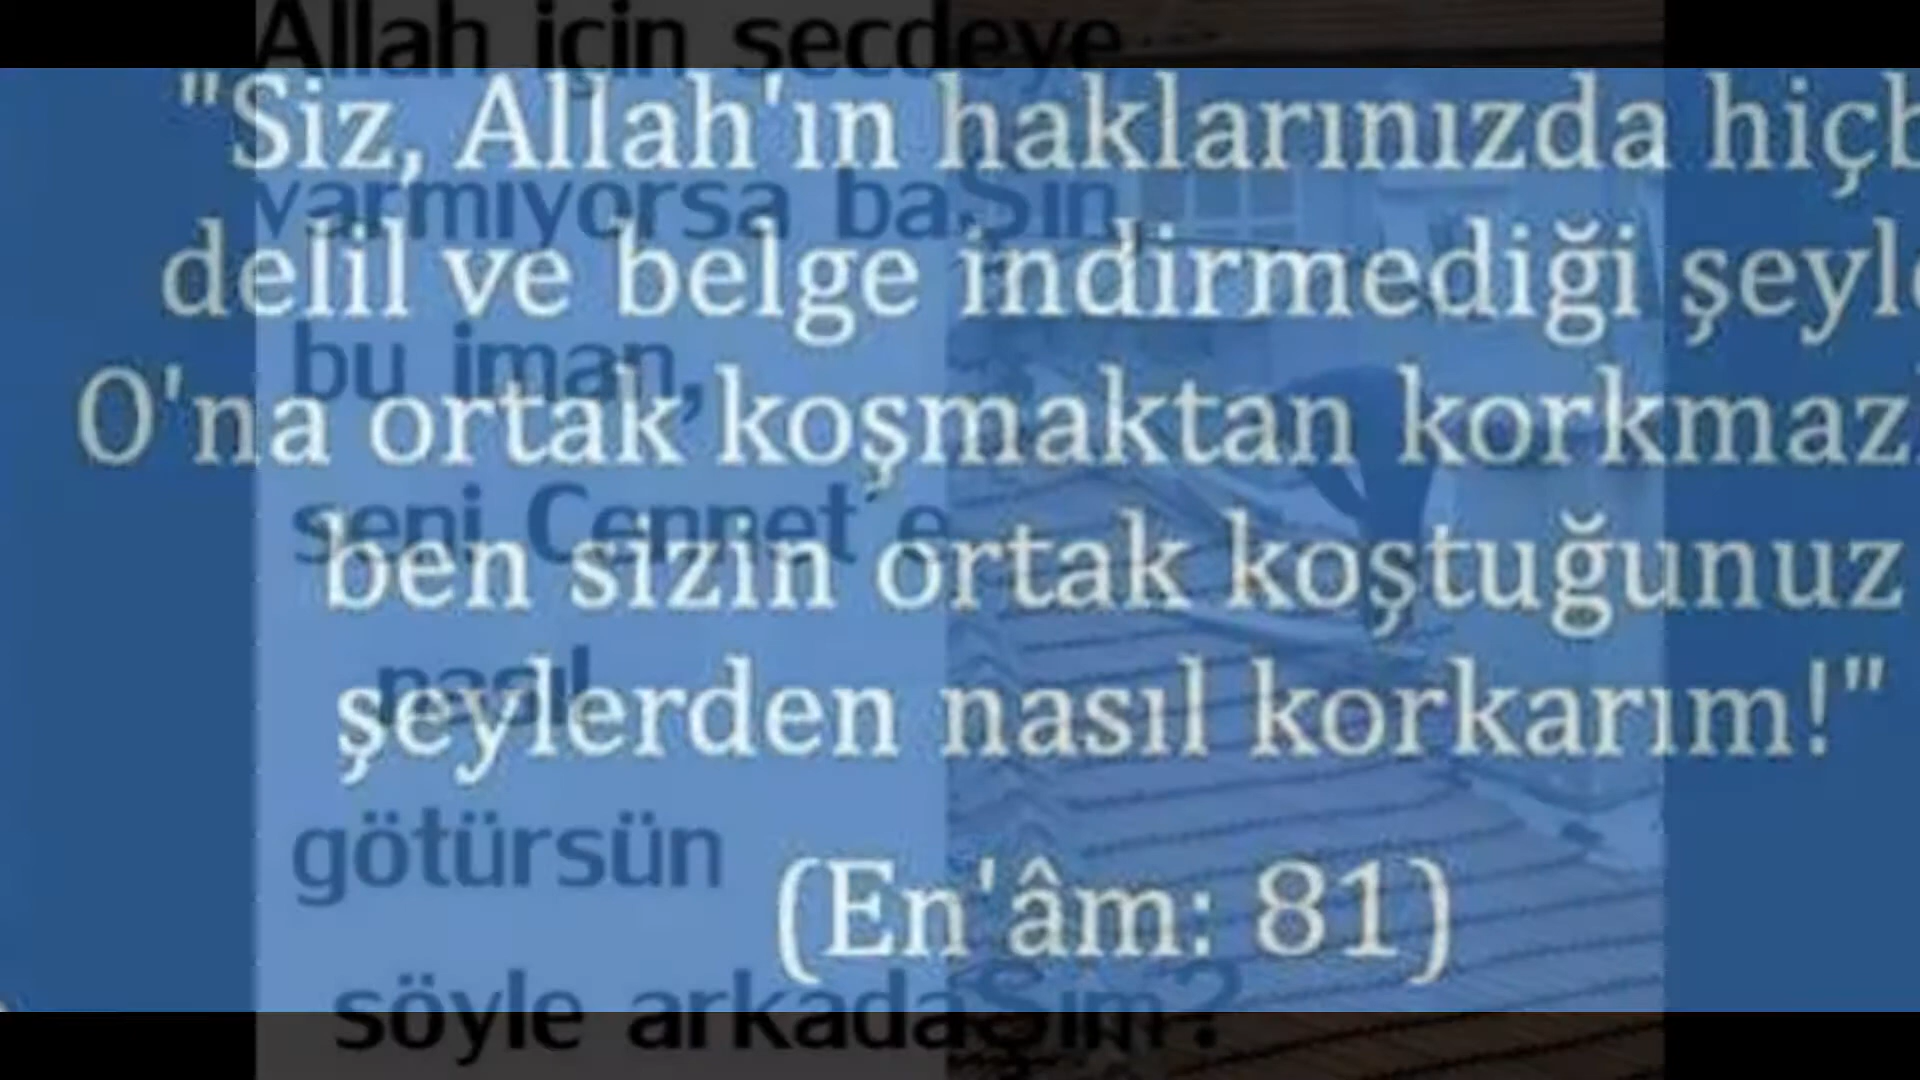 "Siz, Allah'ın haklarınızda hiçb
delil ve belge indirmediği şeyl
O'na ortak koşmaktan korkmaz
ben sizin ortak koştuğunuz
şeylerden nasıl korkarım!"
(En'âm: 81)
Allah için secdeye
varmıyorsa baŞın
bu iman,
seni Cennet´e
nasıl
götürsün
söyle arkadaŞım?